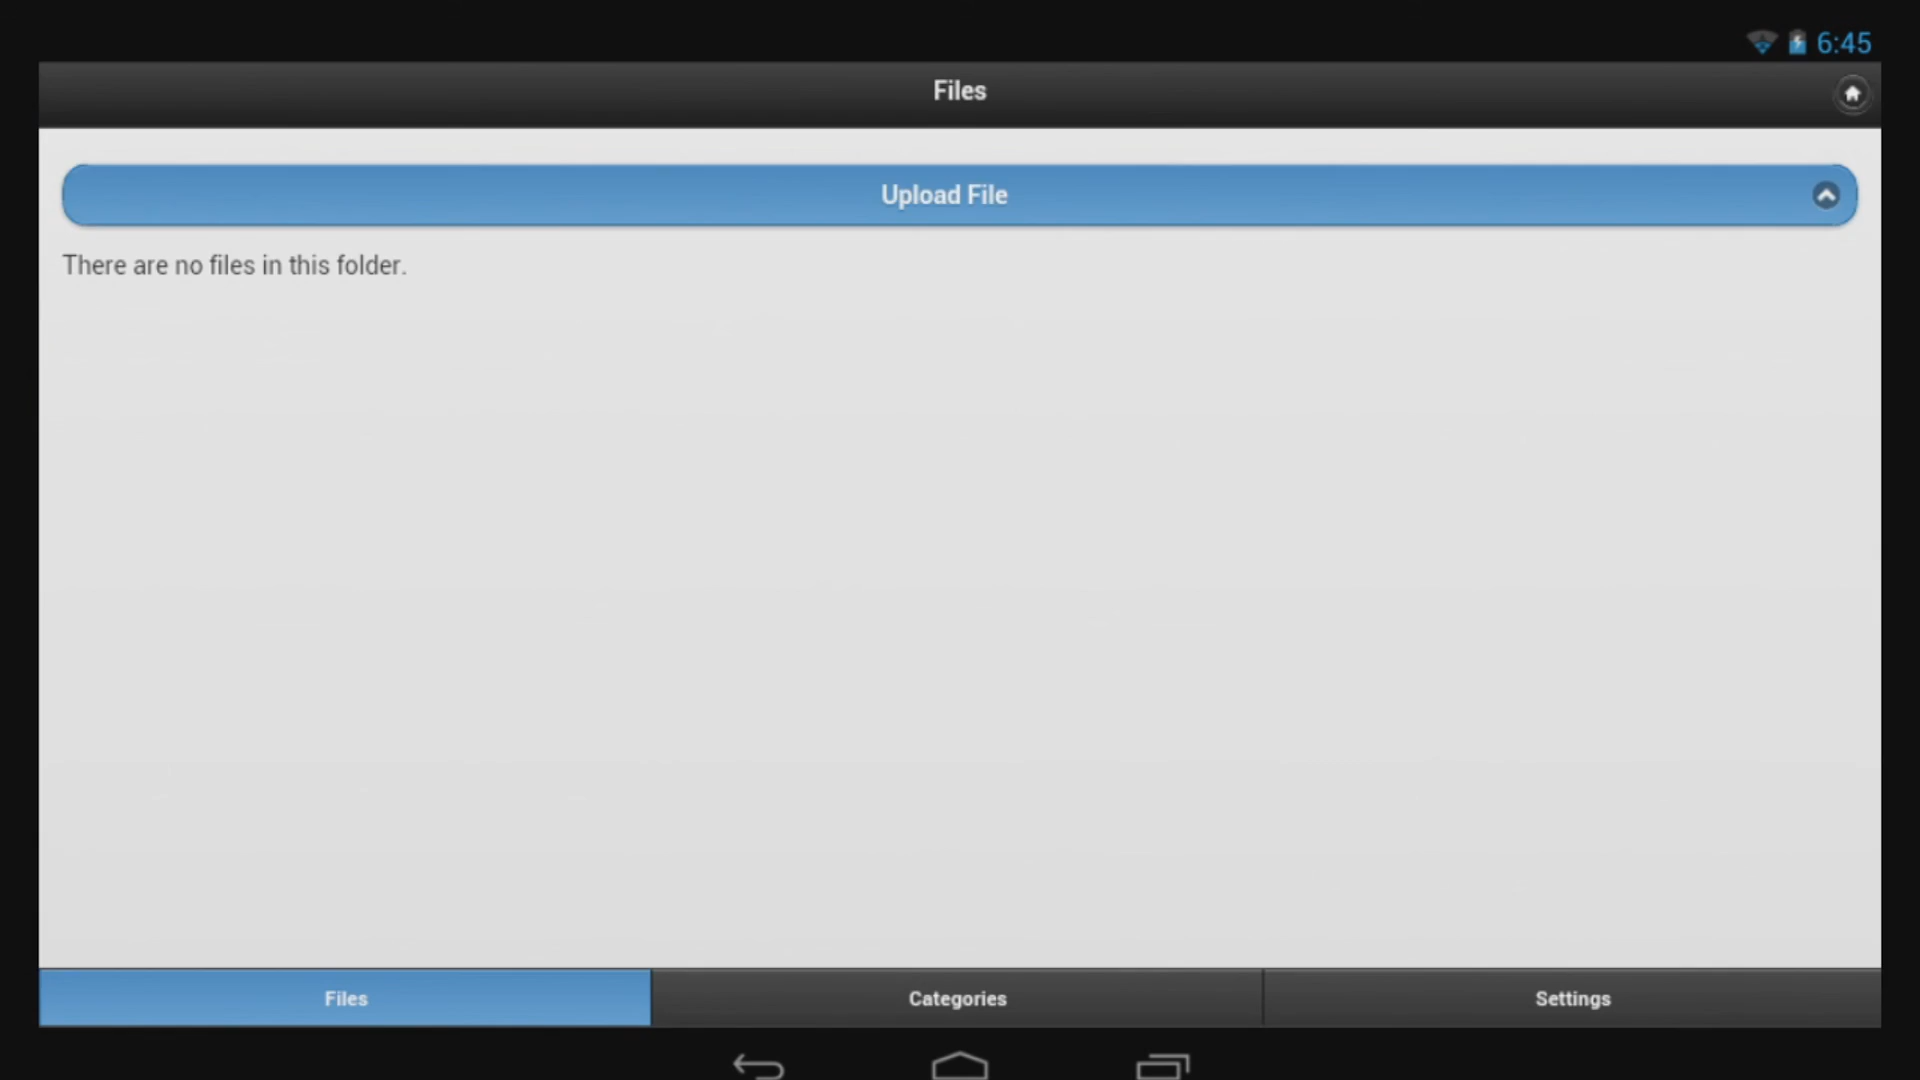 6:45
Files
Upload File
There are no files in this folder.
Files
Categories
Settings